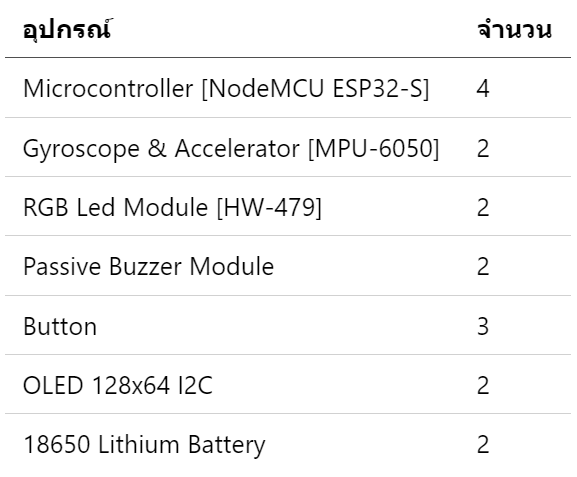 อุปกรณ์ จำนวน
Microcontroller [NodeMCU ESP32-S] 4
Gyroscope & Accelerator [MPU-6050] 2
RGB Led Module [HW-479] 2
Passive Buzzer Module 2
Button 3
OLED 128x64 I2C 2
18650 Lithium Battery 2